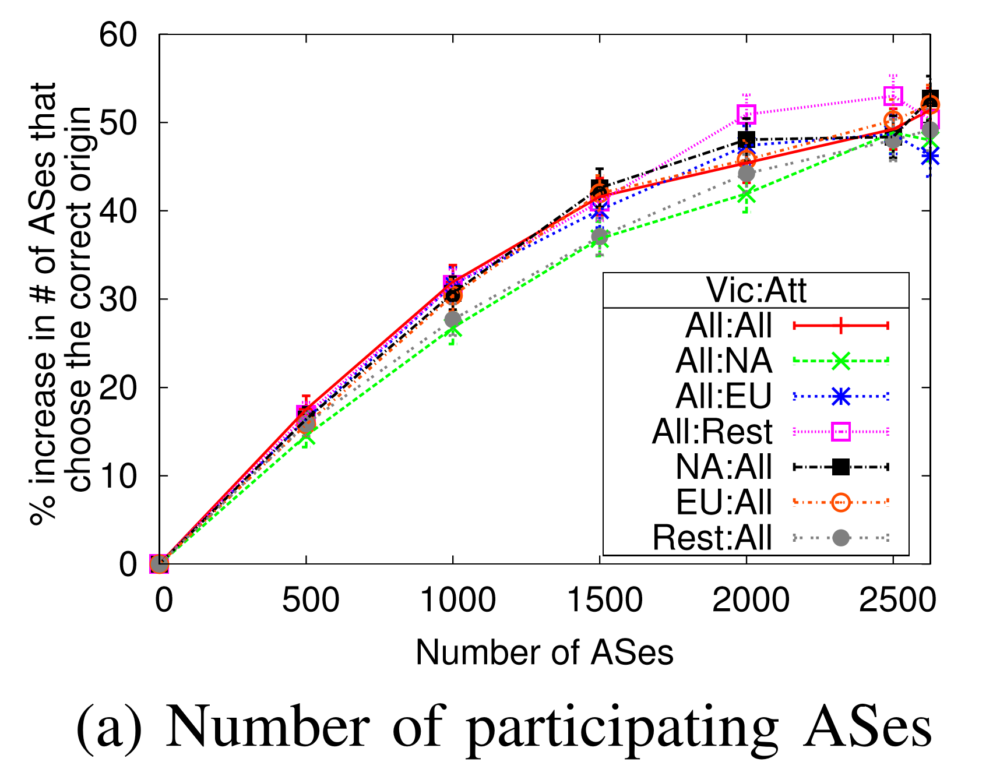 % increase in # of ASes that
choose the correct origin
60
50
40
30
20
10
0
Vic:Att
All:All
All:NA
All:EU
All:Rest
NA:All
EU:All
Rest:All
0 500 1000 1500 2000 2500
Number of ASes
(a) Number of participating ASes